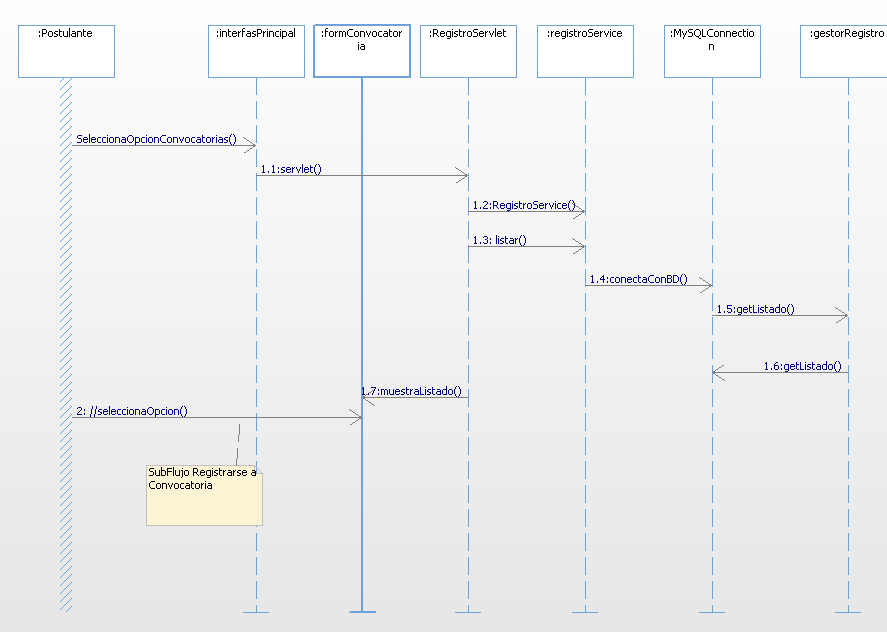 :Postulante
:interfasPrincipal
:formConvocator
ia
:RegistroServlet
:registroService
:MySQLConnectio
n
:gestorRegistro
SeleccionaOpcionConvocatorias()
1.1:servlet()
1.2:RegistroService()
1.3: listar()
1.4:conectaConBD()
1.5:getListado()
1.6:getListado()
1.7:muestraListado()
2: //seleccionaOpcion()
SubFlujo Registrarse a
Convocatoria